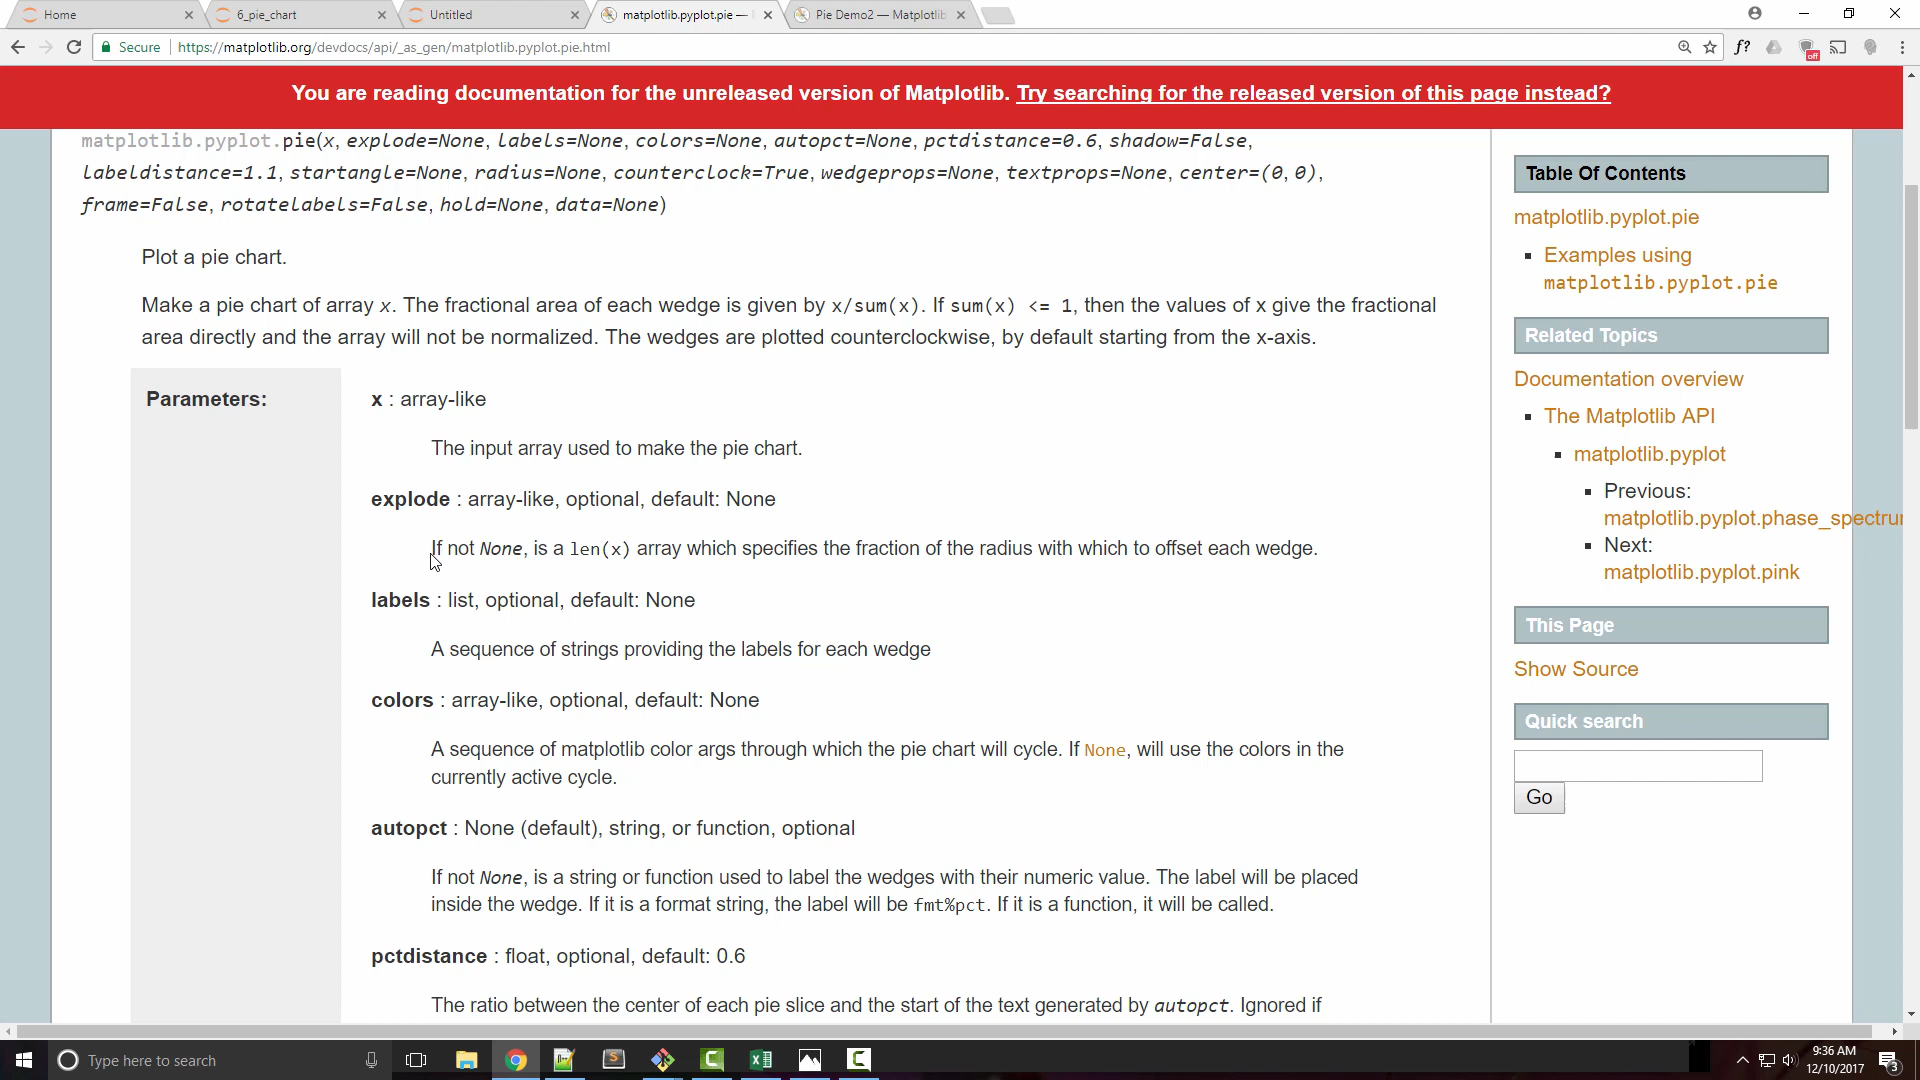 Home
6_pie_chart
Untitled
matplotlib.pyplot.pie —
Pie Demo2 — Matplotlib
Secure
https://matplotlib.org/devdocs/api/_as_gen/matplotlib.pyplot.pie.html
f?
off
You are reading documentation for the unreleased version of Matplotlib. Try searching for the released version of this page instead?
matplotlib.pyplot.pie(x, explode=None, labels=None, colors=None, autopct=None, pctdistance=0.6, shadow=False,
labeldistance=1.1, startangle=None, radius=None, counterclock=True, wedgeprops=None, textprops=None, center=(0, 0),
frame=False, rotatelabels=False, hold=None, data=None)
Plot a pie chart.
Make a pie chart of array x. The fractional area of each wedge is given by x/sum(x). If sum(x) <= 1, then the values of x give the fractional
area directly and the array will not be normalized. The wedges are plotted counterclockwise, by default starting from the x-axis.
Parameters:
x : array-like
The input array used to make the pie chart.
explode : array-like, optional, default: None
If not None, is a len(x) array which specifies the fraction of the radius with which to offset each wedge.
labels : list, optional, default: None
A sequence of strings providing the labels for each wedge
colors : array-like, optional, default: None
A sequence of matplotlib color args through which the pie chart will cycle. If None, will use the colors in the
currently active cycle.
autopct : None (default), string, or function, optional
If not None, is a string or function used to label the wedges with their numeric value. The label will be placed
inside the wedge. If it is a format string, the label will be fmt%pct. If it is a function, it will be called.
pctdistance : float, optional, default: 0.6
The ratio between the center of each pie slice and the start of the text generated by autopct. Ignored if
Table Of Contents
matplotlib.pyplot.pie
Examples using
matplotlib.pyplot.pie
Related Topics
Documentation overview
The Matplotlib API
matplotlib.pyplot
Previous:
matplotlib.pyplot.phase_spectru
Next:
matplotlib.pyplot.pink
This Page
Show Source
Quick search
Go
Type here to search
9:36 AM
12/10/2017
3